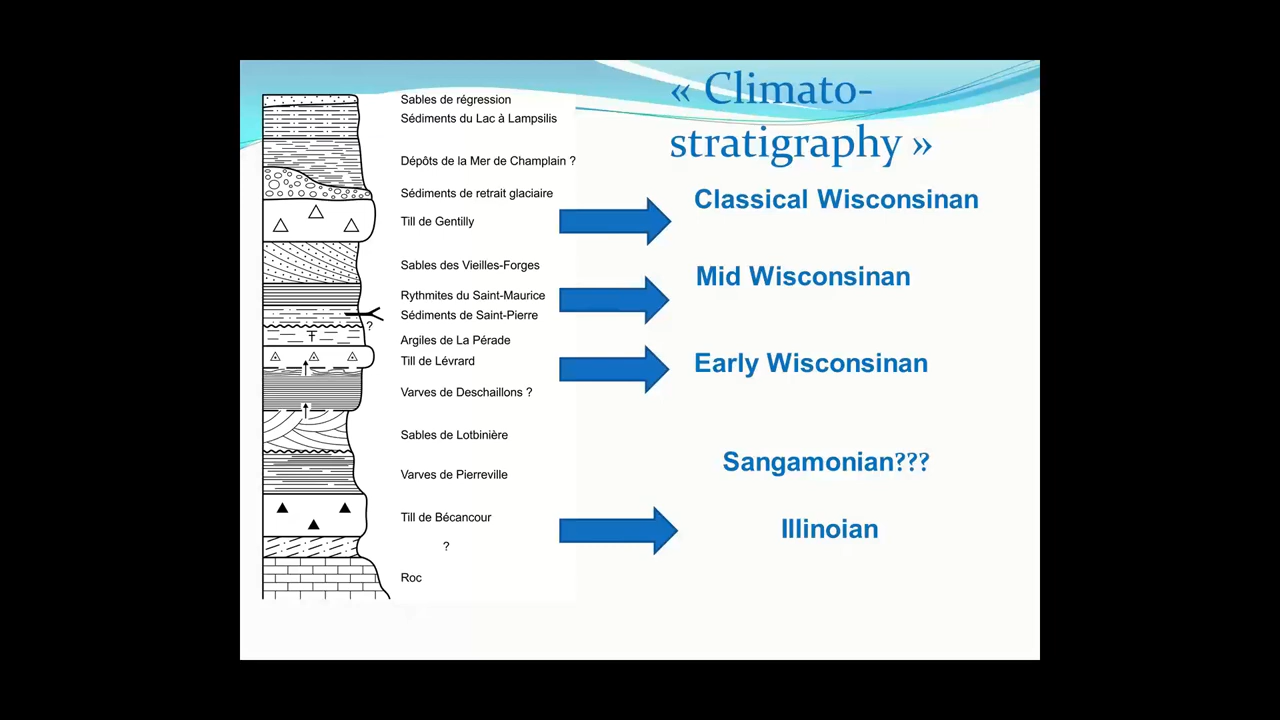 « Climato-
stratigraphy »
Sables de régression
Sédiments du Lac à Lampsilis
Dépôts de la Mer de Champlain ?
Sédiments de retrait glaciaire
Till de Gentilly
Sables des Vieilles-Forges
Rythmites du Saint-Maurice
Sédiments de Saint-Pierre
?
Argiles de La Pérade
Till de Lévrard
Varves de Deschaillons ?
Sables de Lotbinière
Varves de Pierreville
Till de Bécancour
?
Roc
Classical Wisconsinan
Mid Wisconsinan
Early Wisconsinan
Sangamonian???
Illinoian